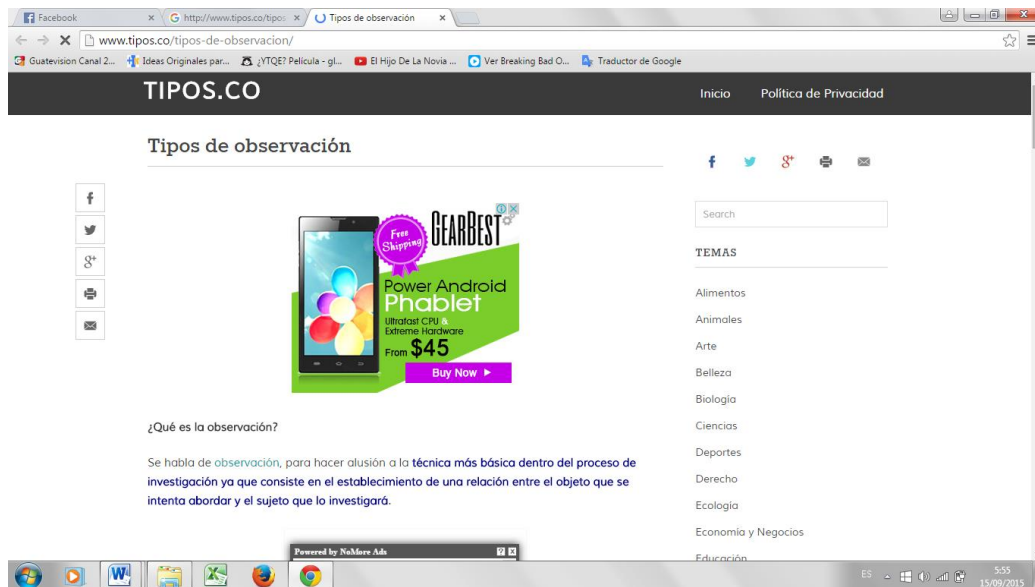 Facebook
http://www.tipos.co/tipos
Tipos de observación
www.tipos.co/tipos-de-observacion/
Guatevision Canal 2...
Ideas Originales par...
¿YTQE? Película - gl...
El Hijo De La Novia ...
Ver Breaking Bad O...
Traductor de Google
TIPOS.CO
Inicio
Política de Privacidad
Tipos de observación
GEARBEST
Free
Shipping
Power Android
Phablet
Ultrafast CPU &
Extreme Hardware
From $45
Buy Now
¿Qué es la observación?
Se habla de observación, para hacer alusión a la técnica más básica dentro del proceso de
investigación ya que consiste en el establecimiento de una relación entre el objeto que se
intenta abordar y el sujeto que lo investigará.
Powered by NoMore Ads
Search
TEMAS
Alimentos
Animales
Arte
Belleza
Biología
Ciencias
Deportes
Derecho
Ecología
Economía y Negocios
Educación
ES
5:55
15/09/2015